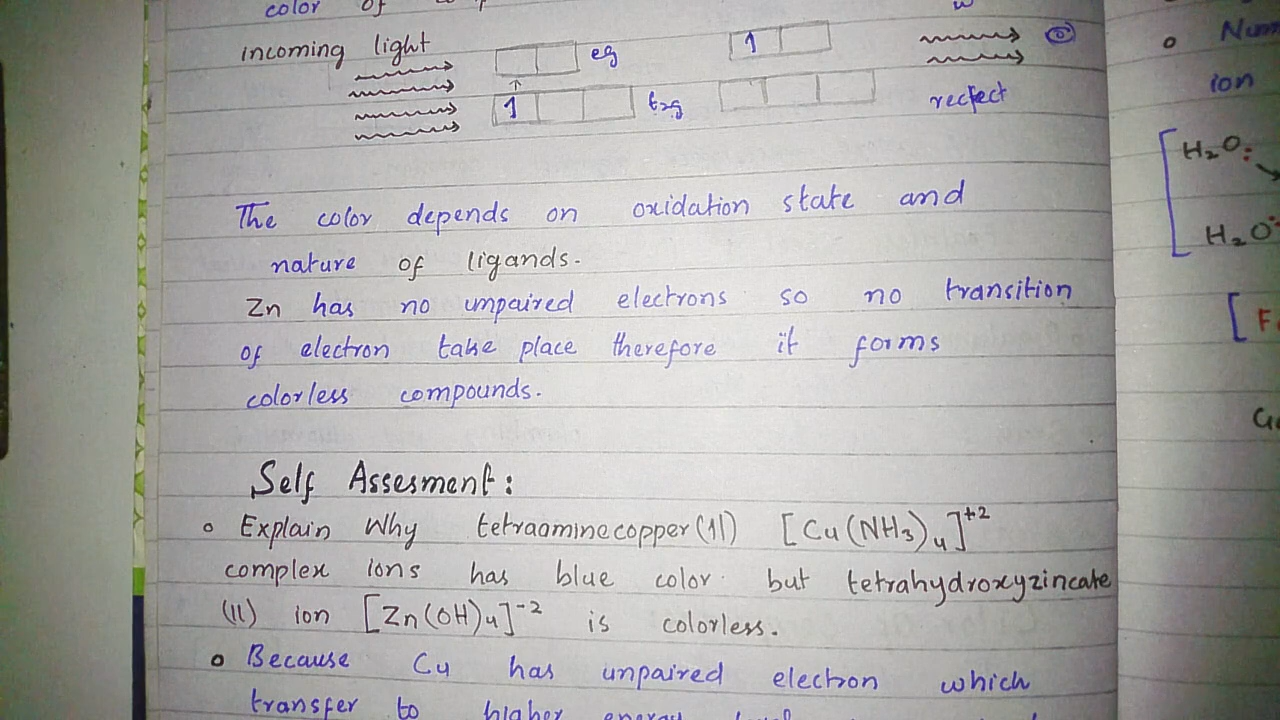 color of
incoming light
eg
1
1
t2g
recfect
The color depends on oxidation state and
nature of ligands.
Zn has no unpaired electrons so no transition
of electron take place therefore it forms
colorless compounds.
Self Assesment:
• Explain Why tetraaminecopper(II) [Cu(NH3)4]+2
complex ions has blue color but tetrahydroxyzincate
(II) ion [Zn(OH)4]-2 is colorless.
• Because Cu has unpaired electron which
transfer to higher energy
ion
[H2O:
H2O:
[F